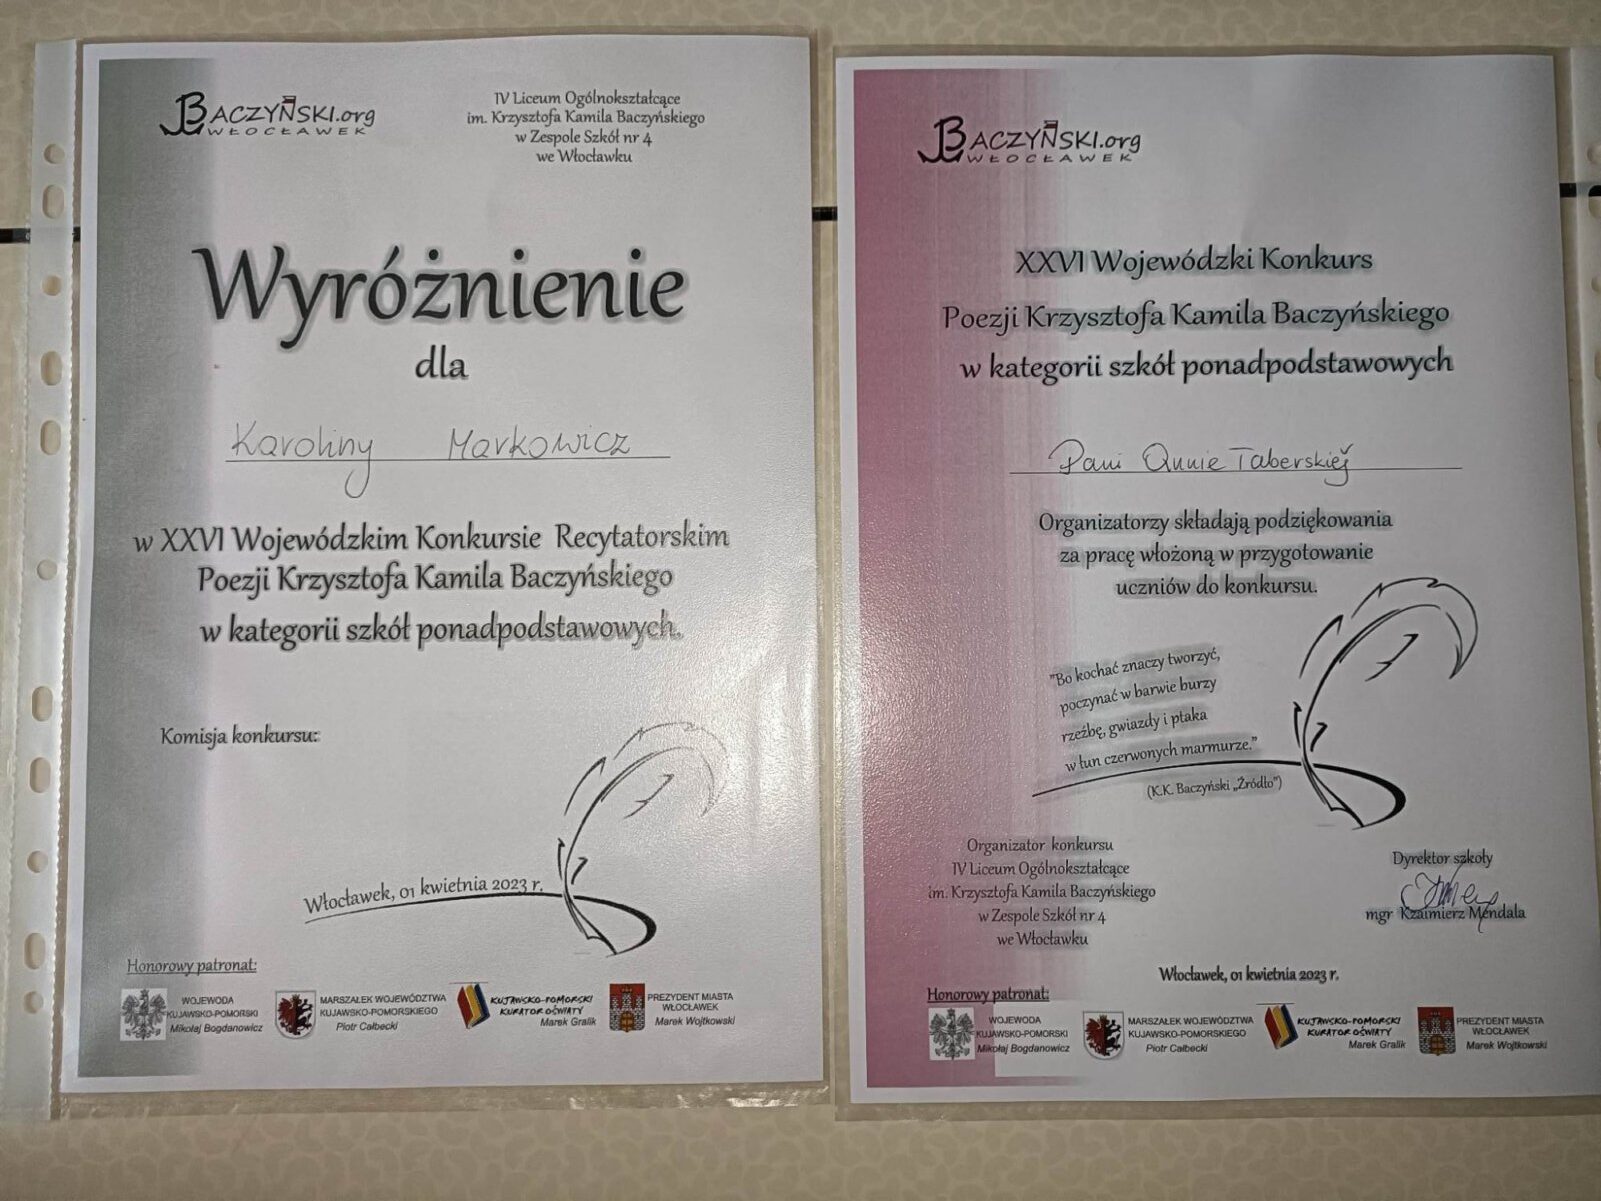 BACZYŃSKI.org
WŁOCŁAWEK
IV Liceum Ogólnokształcące
im. Krzysztofa Kamila Baczyńskiego
w Zespole Szkół nr 4
we Włocławku
Wyróżnienie
dla
Karoliny Markowicz
w XXVI Wojewódzkim Konkursie Recytatorskim
Poezji Krzysztofa Kamila Baczyńskiego
w kategorii szkół ponadpodstawowych.
Komisja konkursu:
Włocławek, 01 kwietnia 2023 r.
Honorowy patronat:
WOJEWODA
KUJAWSKO-POMORSKI
Mikołaj Bogdanowicz
MARSZAŁEK WOJEWÓDZTWA
KUJAWSKO-POMORSKIEGO
Piotr Całbecki
KUJAWSKO-POMORSKI
KURATOR OŚWIATY
Marek Gralik
PREZYDENT MIASTA
WŁOCŁAWEK
Marek Wojtkowski
BACZYŃSKI.org
WŁOCŁAWEK
XXVI Wojewódzki Konkurs
Poezji Krzysztofa Kamila Baczyńskiego
w kategorii szkół ponadpodstawowych
Pani Annie Taberskiej
Organizatorzy składają podziękowania
za pracę włożoną w przygotowanie
uczniów do konkursu.
"Bo kochać znaczy tworzyć,
poczynać w barwie burzy
rzeźbę, gwiazdy i ptaka
w łun czerwonych marmurze."
(K.K. Baczyński „Źródło")
Organizator konkursu
IV Liceum Ogólnokształcące
im. Krzysztofa Kamila Baczyńskiego
w Zespole Szkół nr 4
we Włocławku
Dyrektor szkoły
mgr Kzaimierz Mendala
Włocławek, 01 kwietnia 2023 r.
Honorowy patronat:
WOJEWODA
KUJAWSKO-POMORSKI
Mikołaj Bogdanowicz
MARSZAŁEK WOJEWÓDZTWA
KUJAWSKO-POMORSKIEGO
Piotr Całbecki
KUJAWSKO-POMORSKI
KURATOR OŚWIATY
Marek Gralik
PREZYDENT MIASTA
WŁOCŁAWEK
Marek Wojtkowski